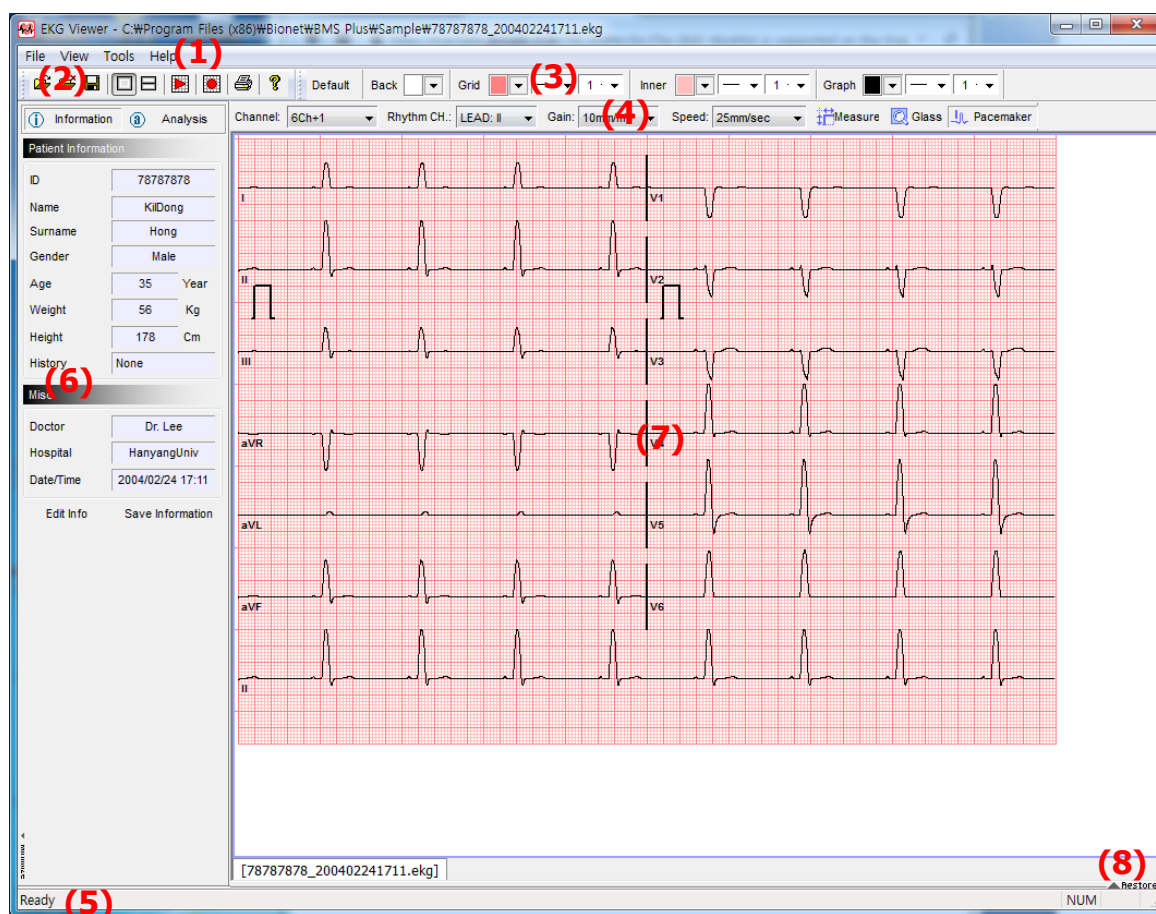 EKG Viewer - C:₩Program Files (x86)₩Bionet₩BMS Plus₩Sample₩78787878_200402241711.ekg
File View Tools Help (1)
(2) Default Back Grid (3) 1 Inner 1 Graph 1
Information Analysis Channel: 6Ch+1 Rhythm CH.: LEAD: II Gain: 10mm/m (4) Speed: 25mm/sec Measure Glass Pacemaker
Patient Information
ID 78787878
Name KilDong
Surname Hong
Gender Male
Age 35 Year
Weight 56 Kg
Height 178 Cm
History None
(6)
Misc
Doctor Dr. Lee
Hospital HanyangUniv
Date/Time 2004/02/24 17:11
Edit Info Save Information
I V1
II V2
III V3
aVR (7)
aVL V5
aVF V6
II
[78787878_200402241711.ekg]
(8)
Restore
Ready (5) NUM